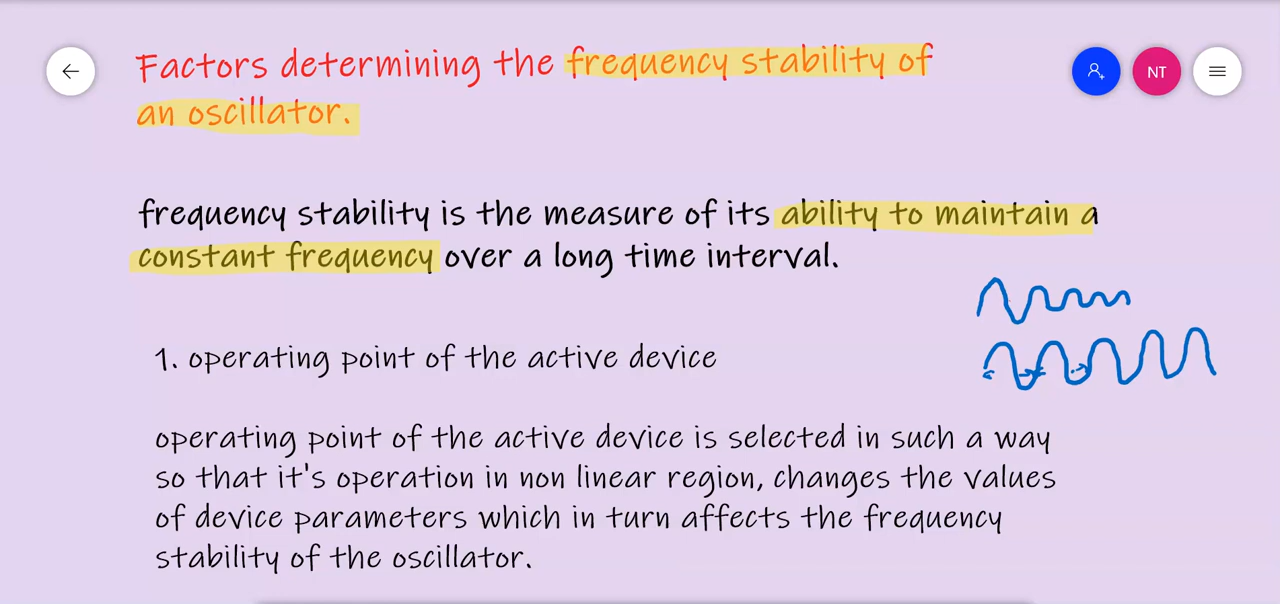 Factors determining the frequency stability of
an oscillator.
NT
frequency stability is the measure of its ability to maintain a
constant frequency over a long time interval.
1. operating point of the active device
operating point of the active device is selected in such a way
so that it's operation in non linear region, changes the values
of device parameters which in turn affects the frequency
stability of the oscillator.